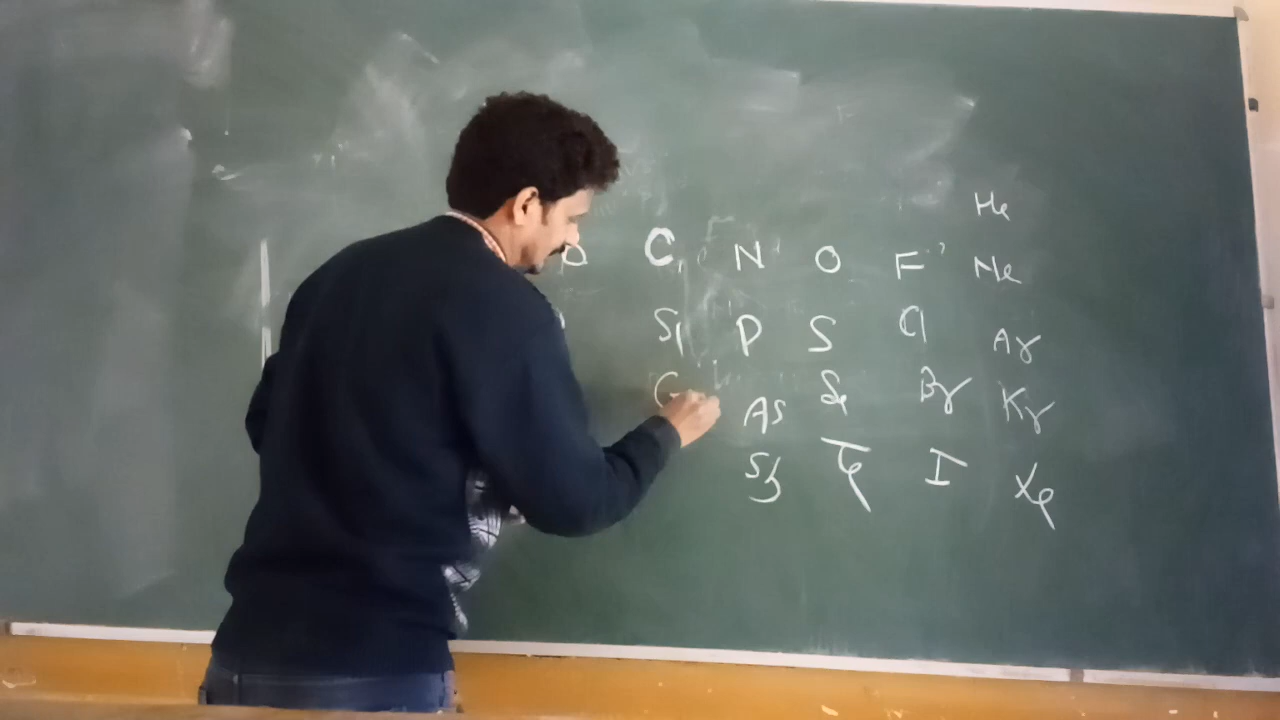 He
C N O F Ne
Si P S Cl Ar
G As Se Br Kr
Sb Te I Xe